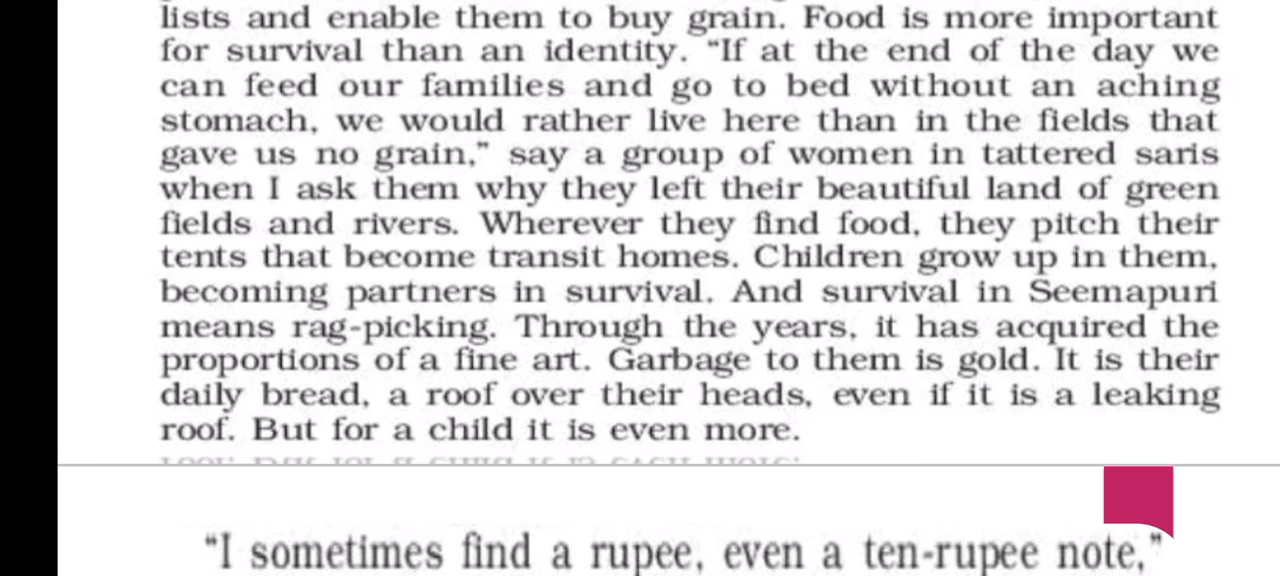 lists and enable them to buy grain. Food is more important
for survival than an identity. “If at the end of the day we
can feed our families and go to bed without an aching
stomach, we would rather live here than in the fields that
gave us no grain,” say a group of women in tattered saris
when I ask them why they left their beautiful land of green
fields and rivers. Wherever they find food, they pitch their
tents that become transit homes. Children grow up in them,
becoming partners in survival. And survival in Seemapuri
means rag-picking. Through the years, it has acquired the
proportions of a fine art. Garbage to them is gold. It is their
daily bread, a roof over their heads, even if it is a leaking
roof. But for a child it is even more.
“I sometimes find a rupee, even a ten-rupee note,”